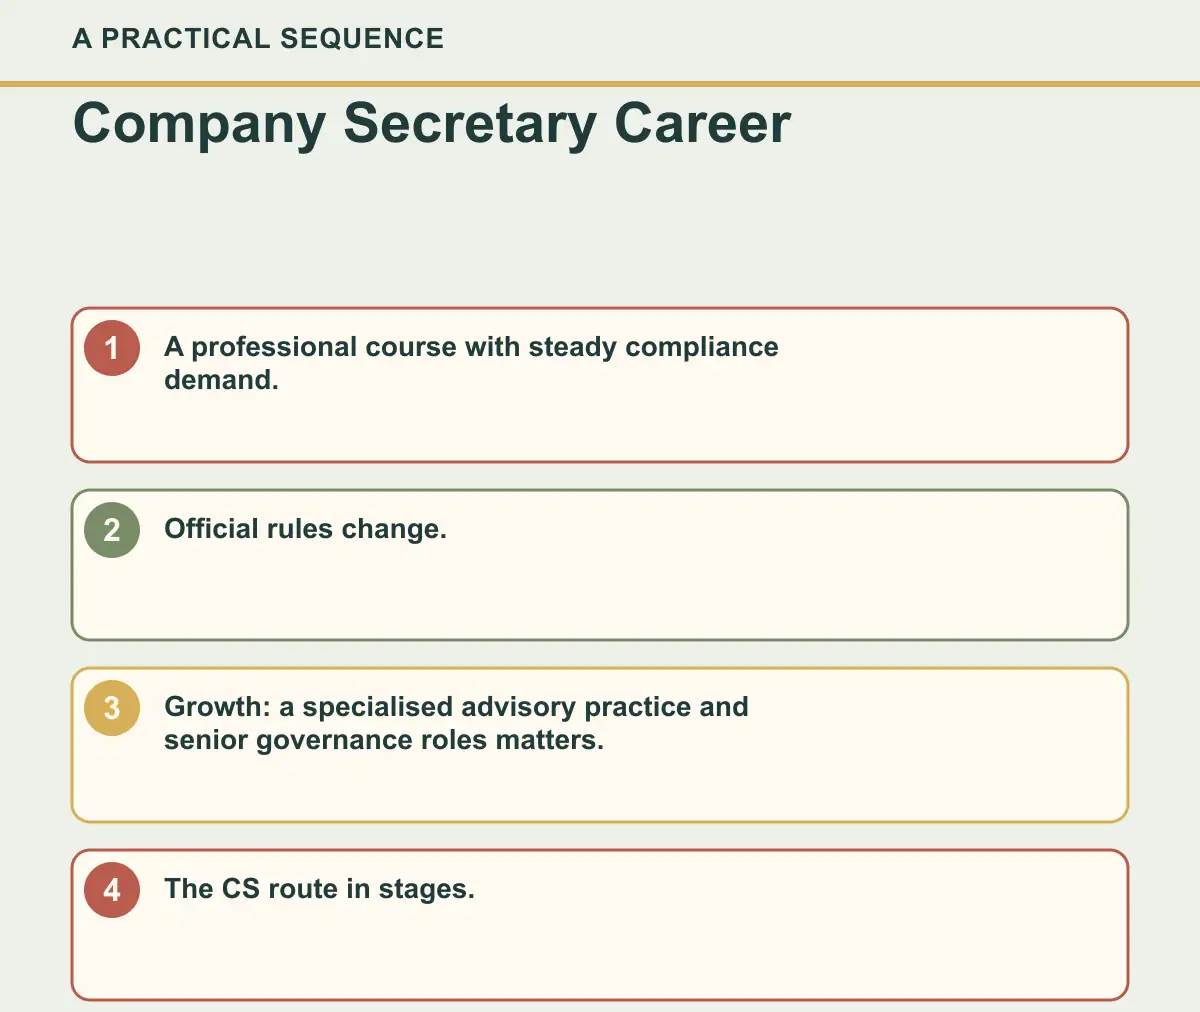 A PRACTICAL SEQUENCE
Company Secretary Career
1
A professional course with steady compliance
demand.
2
Official rules change.
3
Growth: a specialised advisory practice and
senior governance roles matters.
4
The CS route in stages.